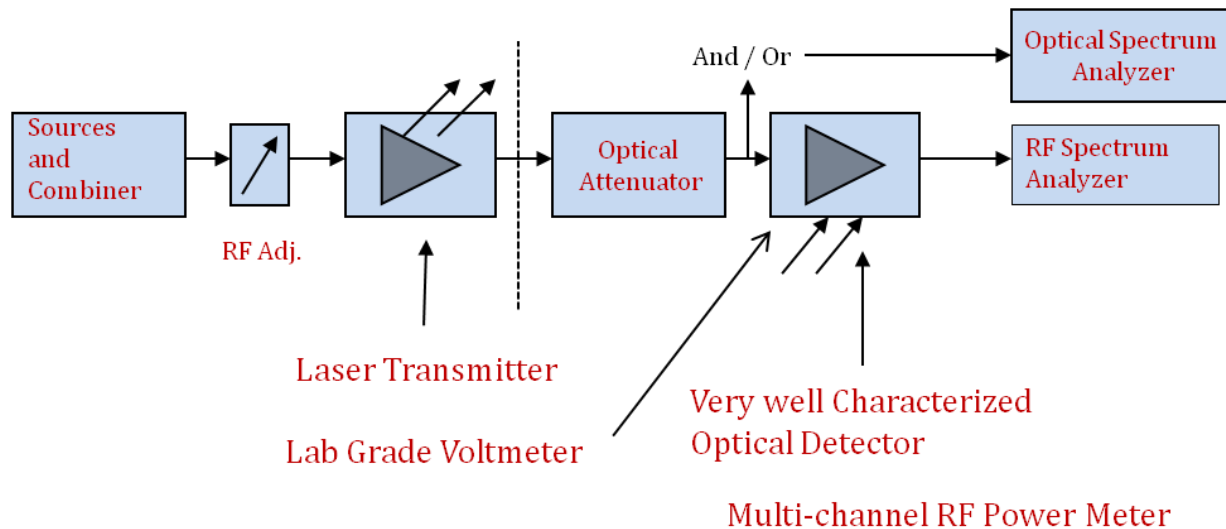 Optical Spectrum
Analyzer
And / Or
Sources
and
Combiner
Optical
Attenuator
RF Spectrum
Analyzer
RF Adj.
Laser Transmitter
Lab Grade Voltmeter
Very well Characterized
Optical Detector
Multi-channel RF Power Meter